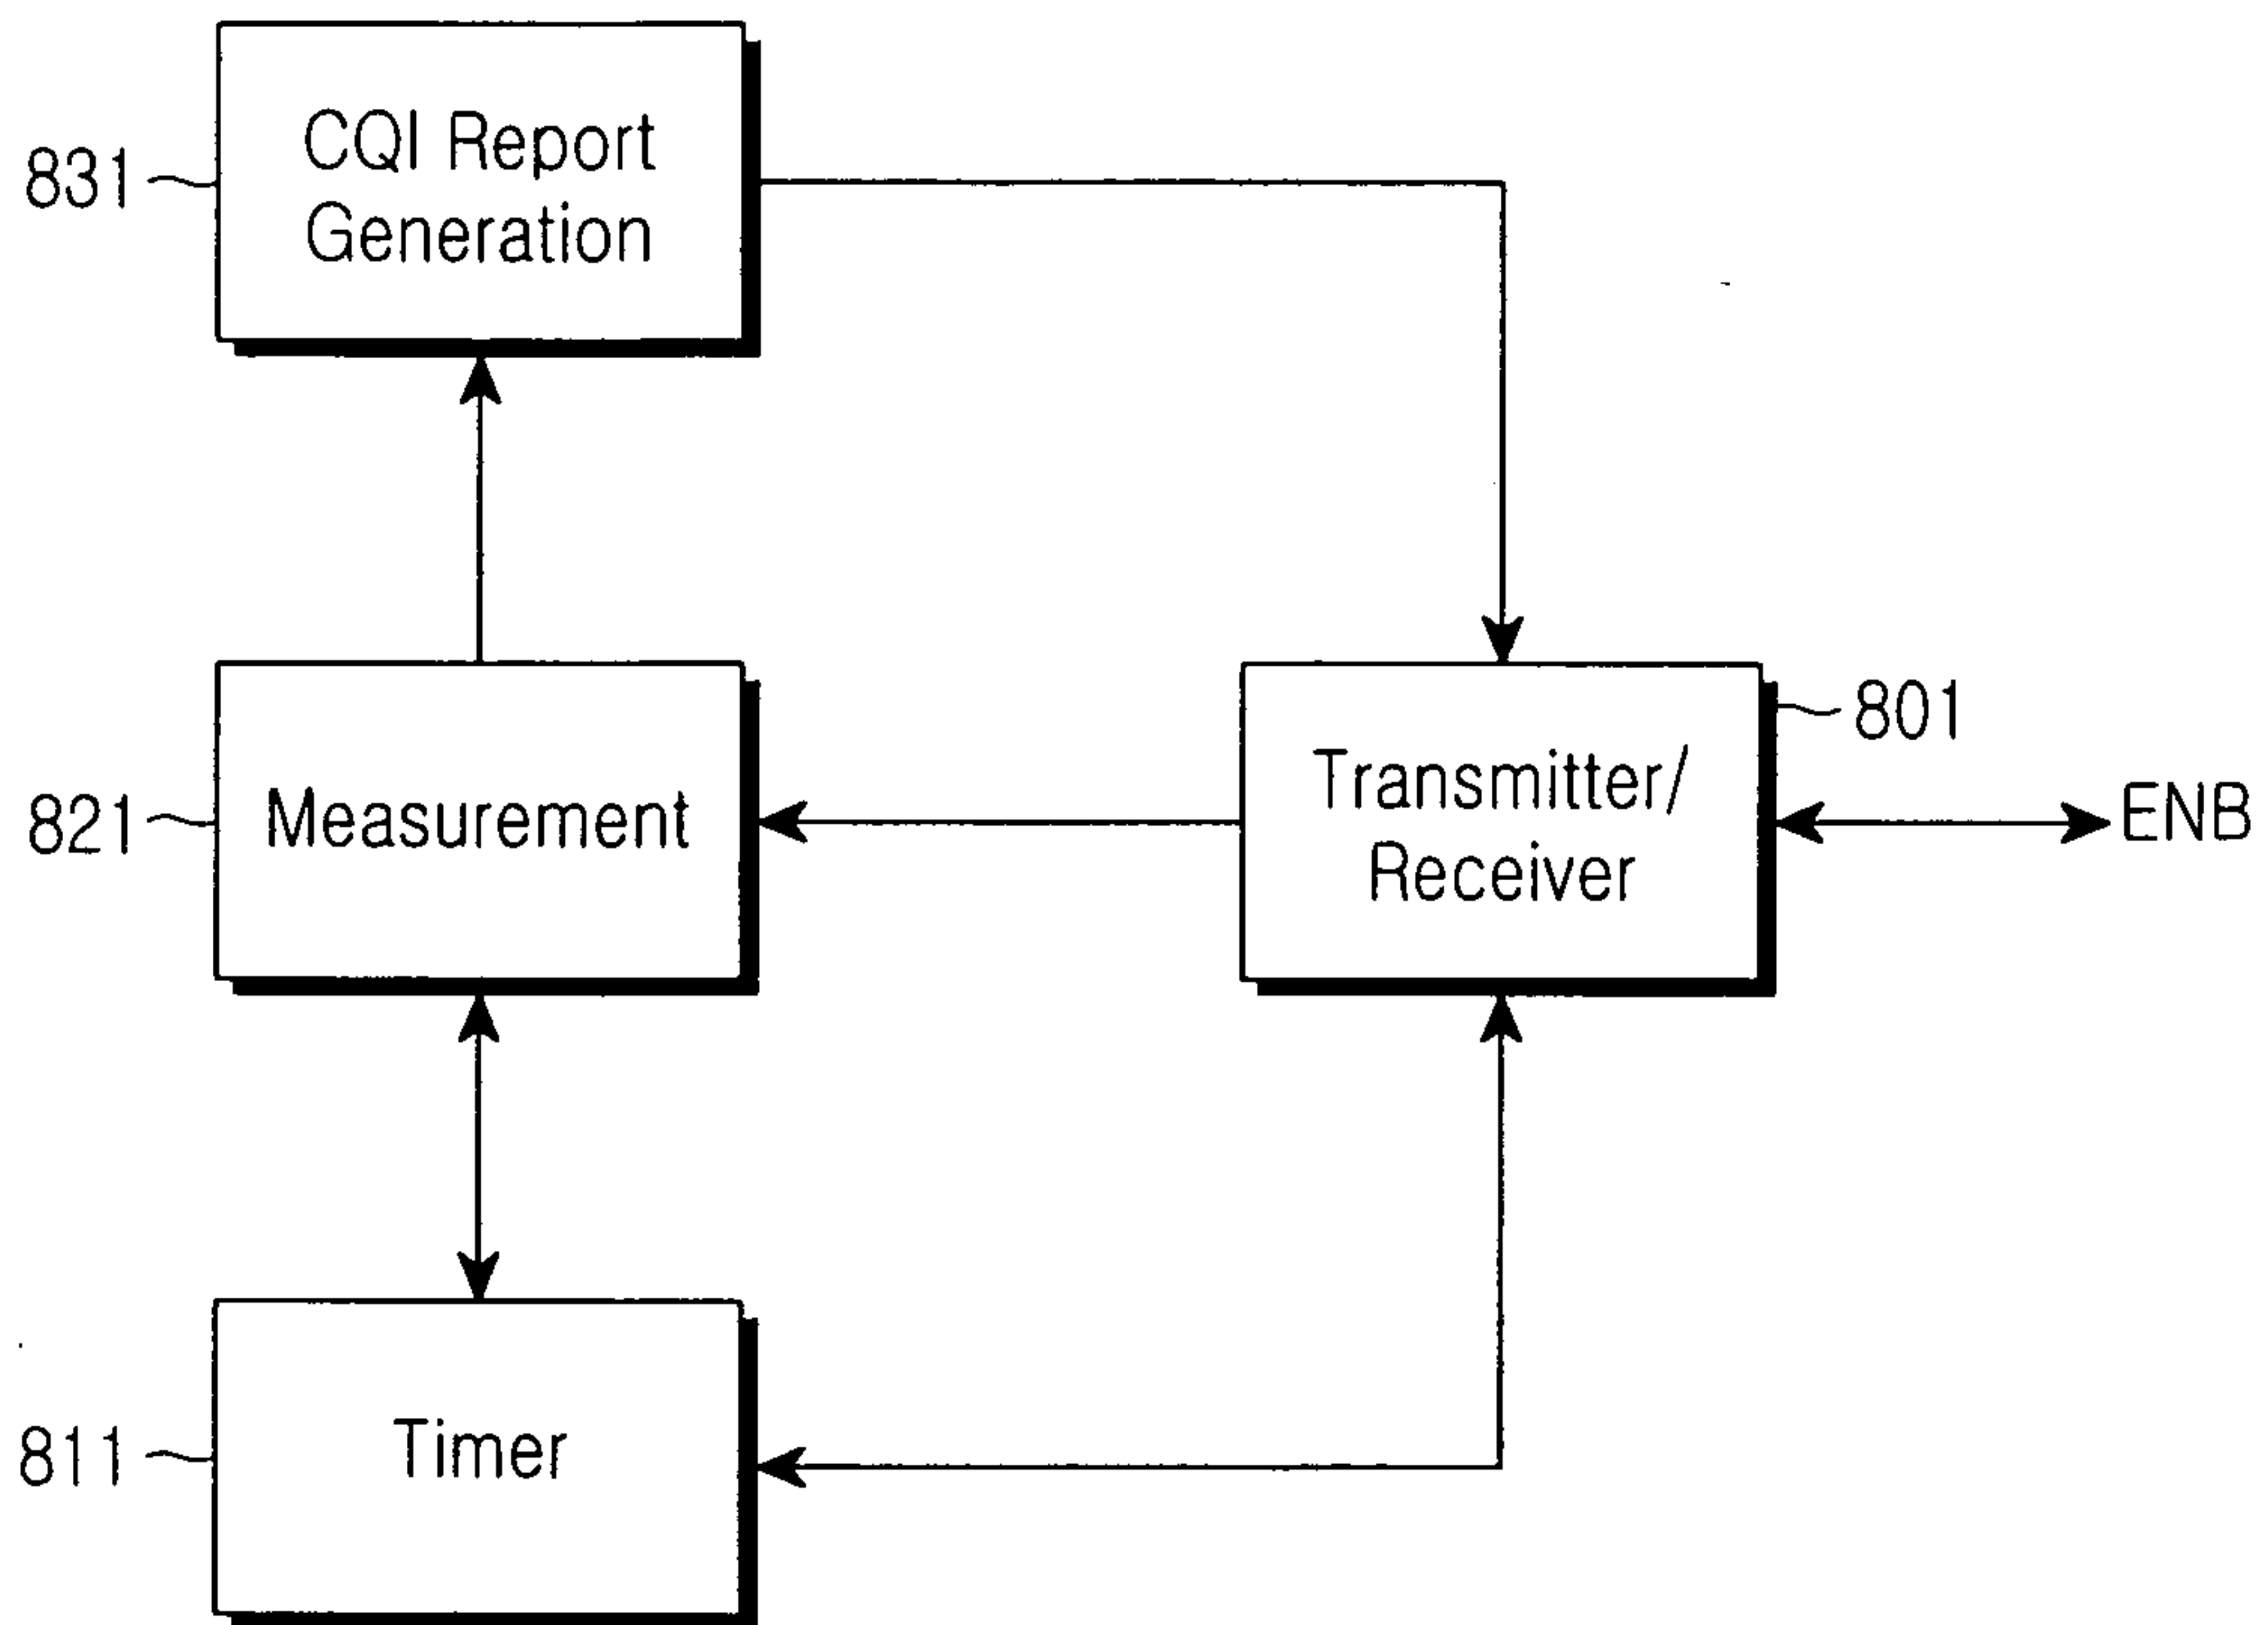 831
CQI Report
Generation
821
Measurement
Transmitter/
Receiver
801
ENB
811
Timer